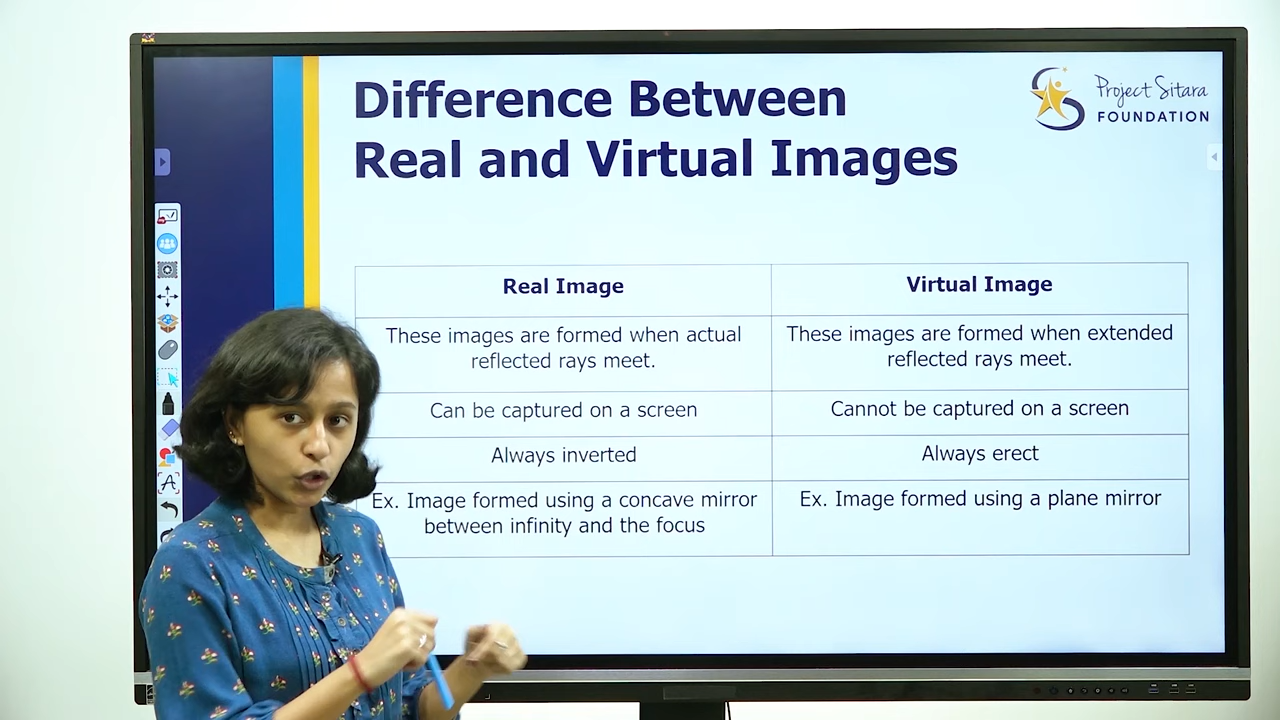 Difference Between
Real and Virtual Images
Project Sitara
FOUNDATION
Real Image
Virtual Image
These images are formed when actual
reflected rays meet.
These images are formed when extended
reflected rays meet.
Can be captured on a screen
Cannot be captured on a screen
Always inverted
Always erect
Ex. Image formed using a concave mirror
between infinity and the focus
Ex. Image formed using a plane mirror
A